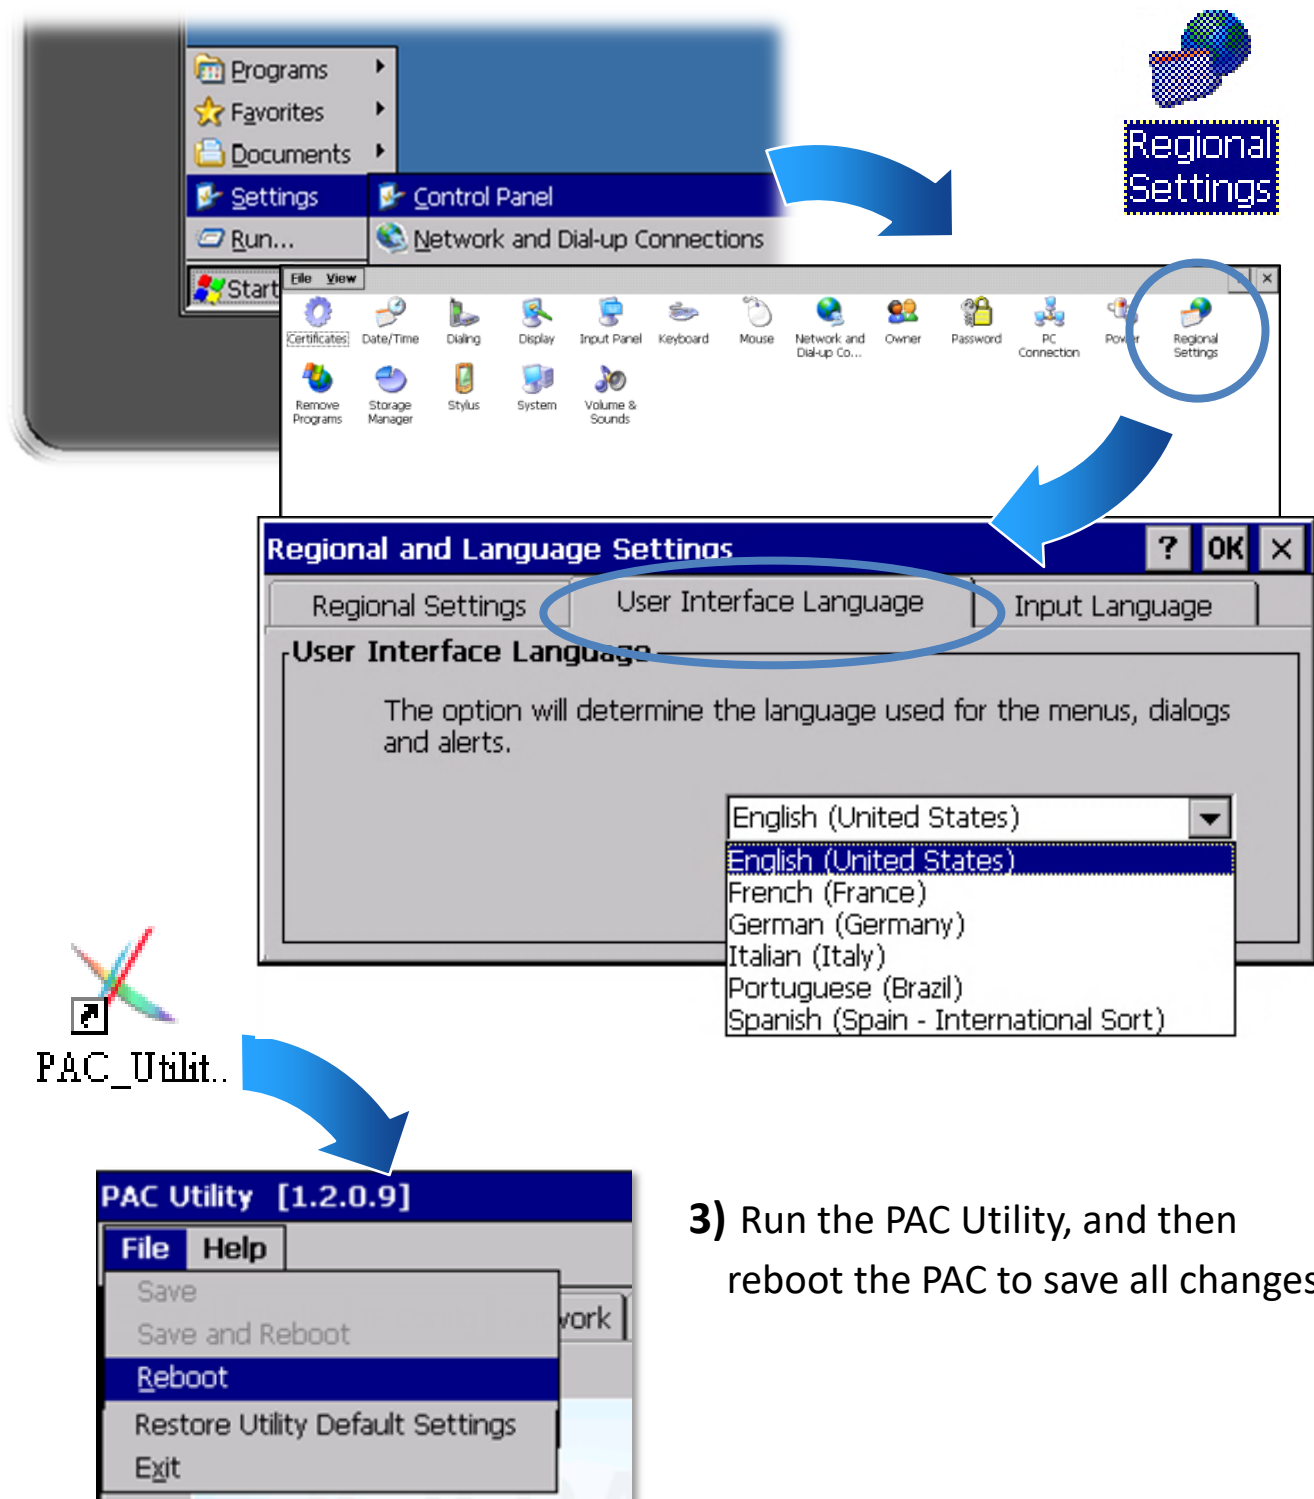 Programs
Favorites
Documents
Settings
Control Panel
Run...
Network and Dial-up Connections
Start
Regional
Settings
File View
×
Certificates
Date/Time
Dialing
Display
Input Panel
Keyboard
Mouse
Network and
Dial-up Co...
Owner
Password
PC
Connection
Power
Regional
Settings
Remove
Programs
Storage
Manager
Stylus
System
Volume &
Sounds
Regional and Language Settings
? OK ×
Regional Settings
User Interface Language
Input Language
User Interface Language
The option will determine the language used for the menus, dialogs
and alerts.
English (United States)
English (United States)
French (France)
German (Germany)
Italian (Italy)
Portuguese (Brazil)
Spanish (Spain - International Sort)
PAC_Utilit..
PAC Utility [1.2.0.9]
File Help
Save
Save and Reboot
Reboot
Restore Utility Default Settings
Exit
3) Run the PAC Utility, and then
reboot the PAC to save all changes